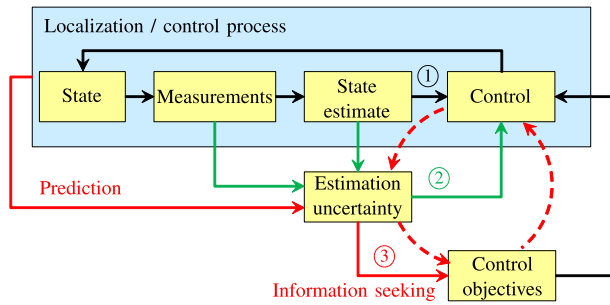 Localization / control process
①
State
Measurements
State
estimate
Control
Prediction
Estimation
uncertainty
②
③
Information seeking
Control
objectives